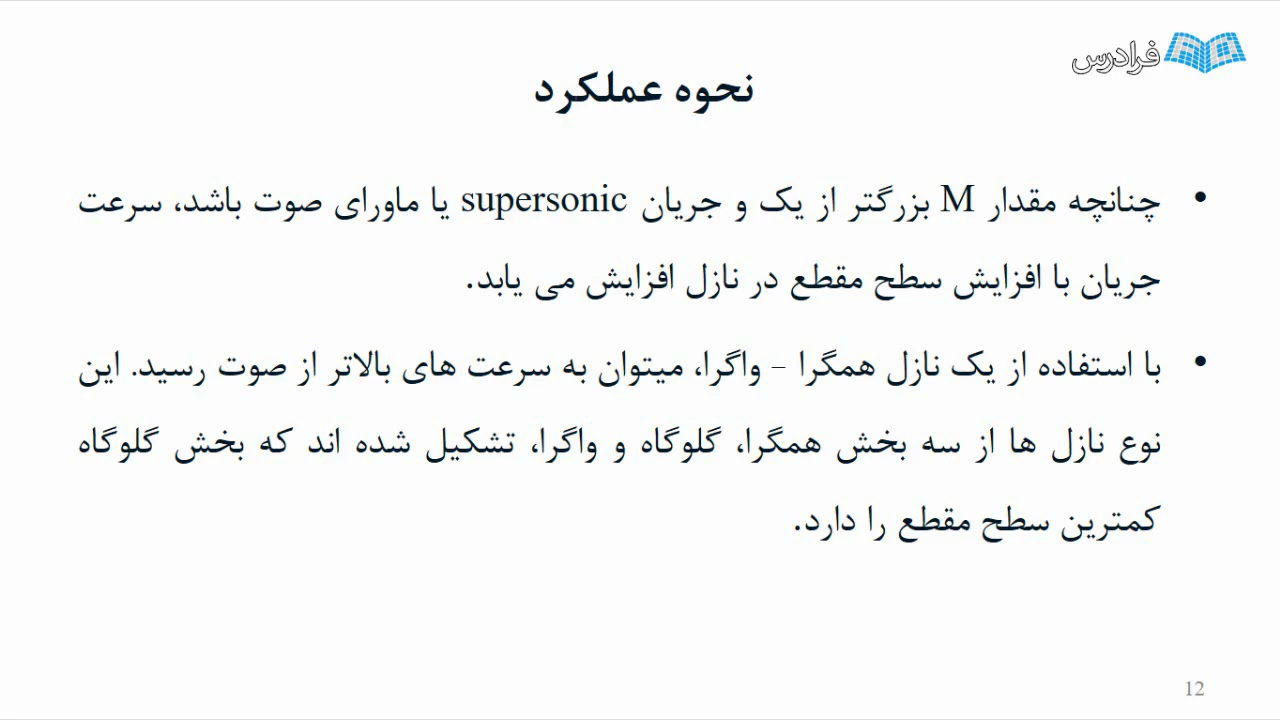 فرادرس
نحوه عملکرد
• چنانچه مقدار M بزرگتر از یک و جریان supersonic یا ماورای صوت باشد، سرعت
جریان با افزایش سطح مقطع در نازل افزایش می یابد.
• با استفاده از یک نازل همگرا – واگرا، میتوان به سرعت های بالاتر از صوت رسید. این
نوع نازل ها از سه بخش همگرا، گلوگاه و واگرا، تشکیل شده اند که بخش گلوگاه
کمترین سطح مقطع را دارد.
12